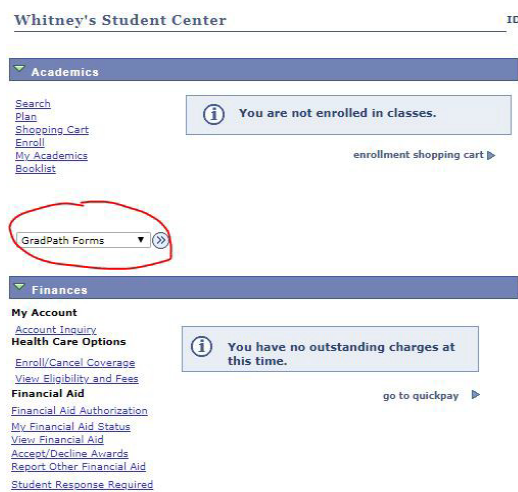 Whitney's Student Center
ID
Academics
Search
Plan
Shopping Cart
Enroll
My Academics
Booklist
You are not enrolled in classes.
enrollment shopping cart
GradPath Forms
Finances
My Account
Account Inquiry
Health Care Options
Enroll/Cancel Coverage
View Eligibility and Fees
Financial Aid
Financial Aid Authorization
My Financial Aid Status
View Financial Aid
Accept/Decline Awards
Report Other Financial Aid
Student Response Required
You have no outstanding charges at
this time.
go to quickpay